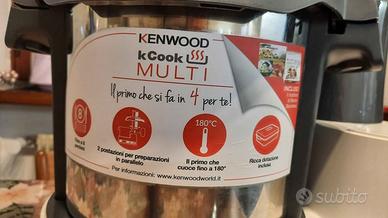 KENWOOD
kCook
MULTI
Il primo che si fa in 4 per te!
180°C
2 postazioni per preparazioni
in parallelo
Il primo che
cuoce fino a 180°
Ricca dotazione
inclusa
Per informazioni: www.kenwoodworld.it
subito